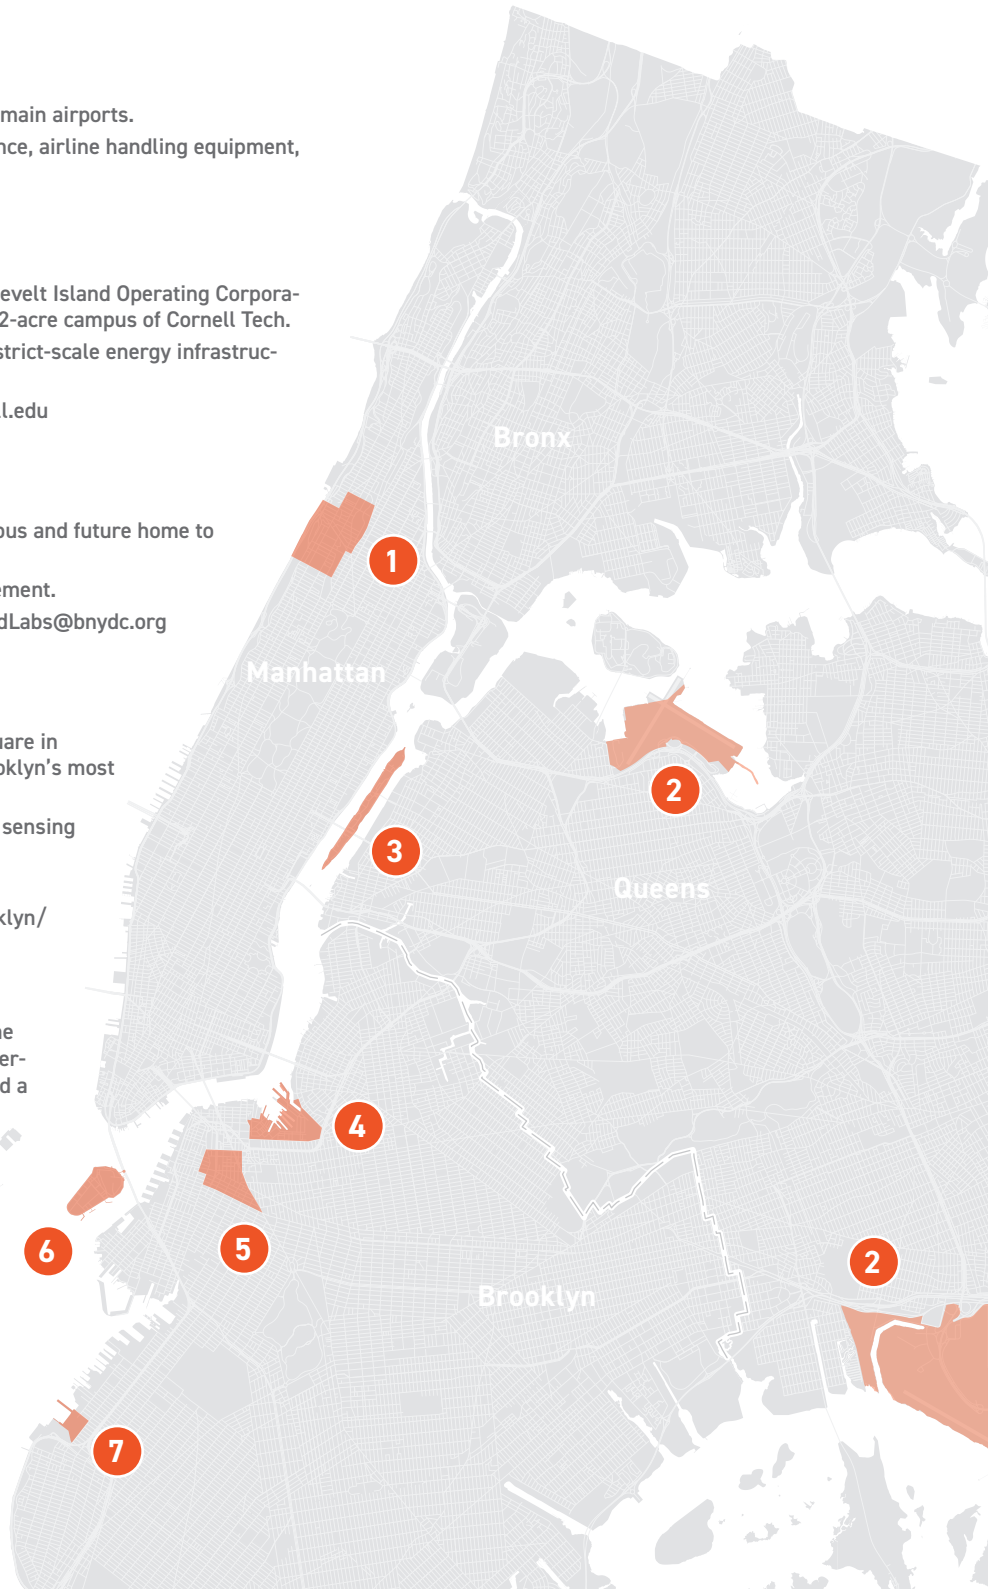 main airports.
nce, airline handling equipment,
evelt Island Operating Corpora-
2-acre campus of Cornell Tech.
strict-scale energy infrastruc-
l.edu
Bronx
ous and future home to
1
ement.
dLabs@bnydc.org
Manhattan
uare in
oklyn's most
2
sensing
3
Queens
klyn/
ne
er-
d a
4
6
5
2
Brooklyn
7